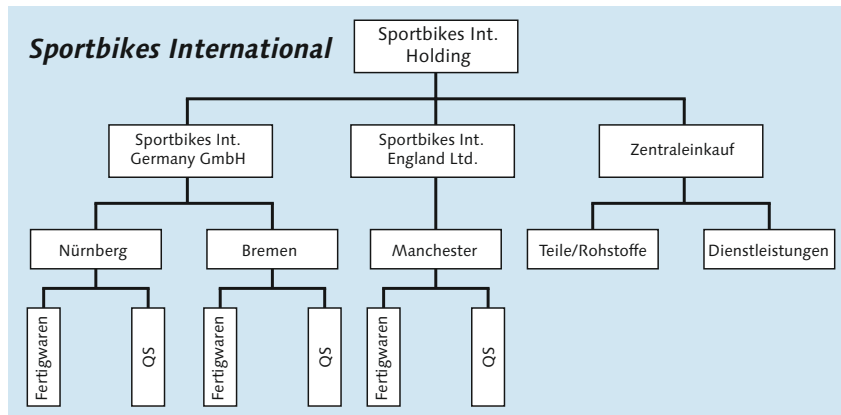 Sportbikes International
Sportbikes Int.
Holding
Sportbikes Int.
Germany GmbH
Sportbikes Int.
England Ltd.
Zentraleinkauf
Nürnberg
Bremen
Manchester
Teile/Rohstoffe
Dienstleistungen
Fertigwaren
QS
Fertigwaren
QS
Fertigwaren
QS